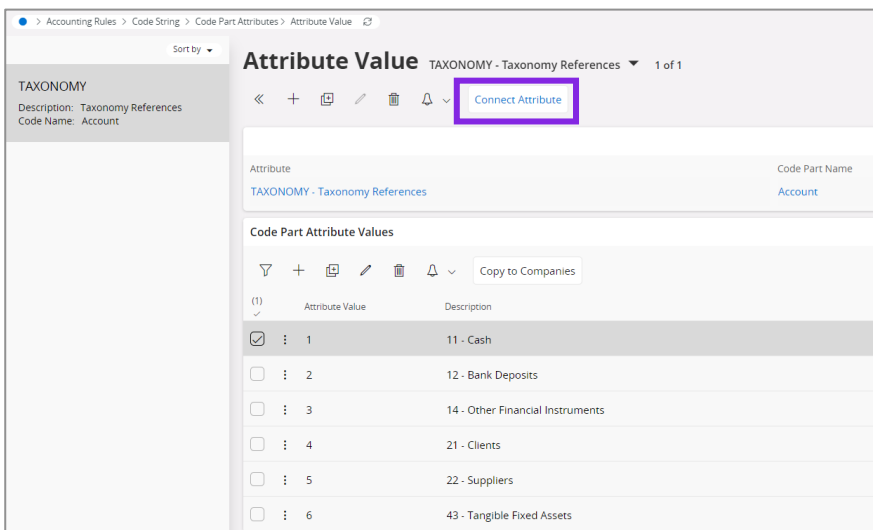 > Accounting Rules > Code String > Code Part Attributes > Attribute Value
Sort by
TAXONOMY
Description: Taxonomy References
Code Name: Account
Attribute Value TAXONOMY - Taxonomy References 1 of 1
Connect Attribute
Attribute Code Part Name
TAXONOMY - Taxonomy References Account
Code Part Attribute Values
Copy to Companies
(1)
Attribute Value Description
1 11 - Cash
2 12 - Bank Deposits
3 14 - Other Financial Instruments
4 21 - Clients
5 22 - Suppliers
6 43 - Tangible Fixed Assets